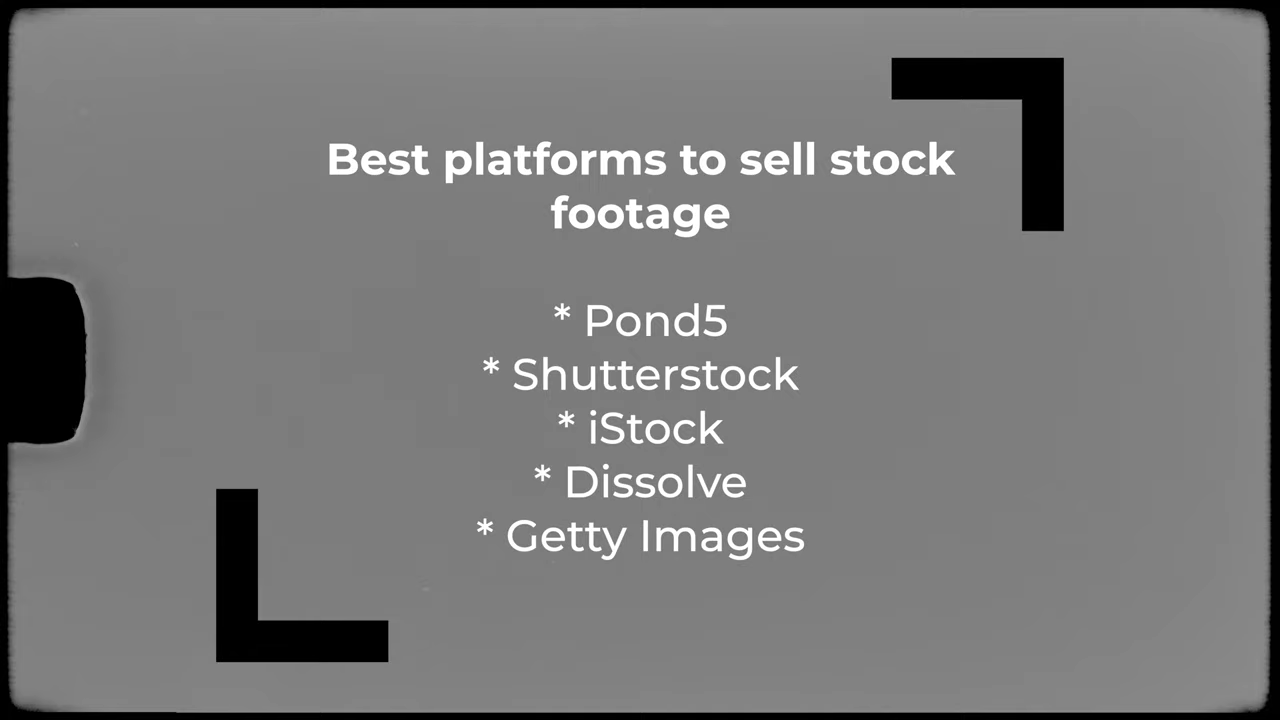 Best platforms to sell stock
footage
* Pond5
* Shutterstock
* iStock
* Dissolve
* Getty Images